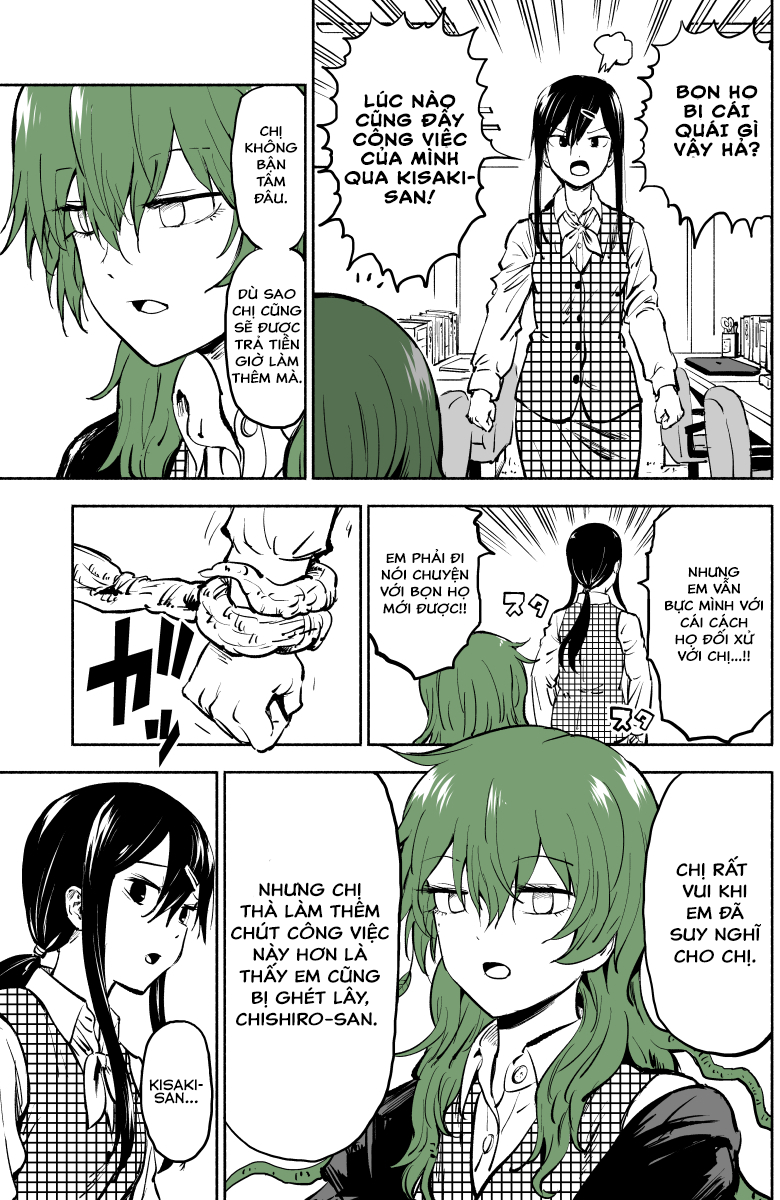 BỌN HỌ
BỊ CÁI
QUÁI GÌ
VẬY HẢ?
LÚC NÀO
CŨNG ĐẨY
CÔNG VIỆC
CỦA MÌNH
QUA KISAKI-
SAN!
CHỊ
KHÔNG
BẬN
TÂM
ĐÂU.
DÙ SAO
CHỊ CŨNG
SẼ ĐƯỢC
TRẢ TIỀN
GIỜ LÀM
THÊM MÀ.
NHƯNG
EM VẪN
BỰC MÌNH VỚI
CÁI CÁCH
HỌ ĐỐI XỬ
VỚI CHỊ...!!
EM PHẢI ĐI
NÓI CHUYỆN
VỚI BỌN HỌ
MỚI ĐƯỢC!!
スタ
スタ
ガッ
CHỊ RẤT
VUI KHI
EM ĐÃ
SUY NGHĨ
CHO CHỊ.
NHƯNG CHỊ
THÀ LÀM THÊM
CHÚT CÔNG VIỆC
NÀY HƠN LÀ
THẤY EM CŨNG
BỊ GHÉT LÂY,
CHISHIRO-SAN.
KISAKI-
SAN...